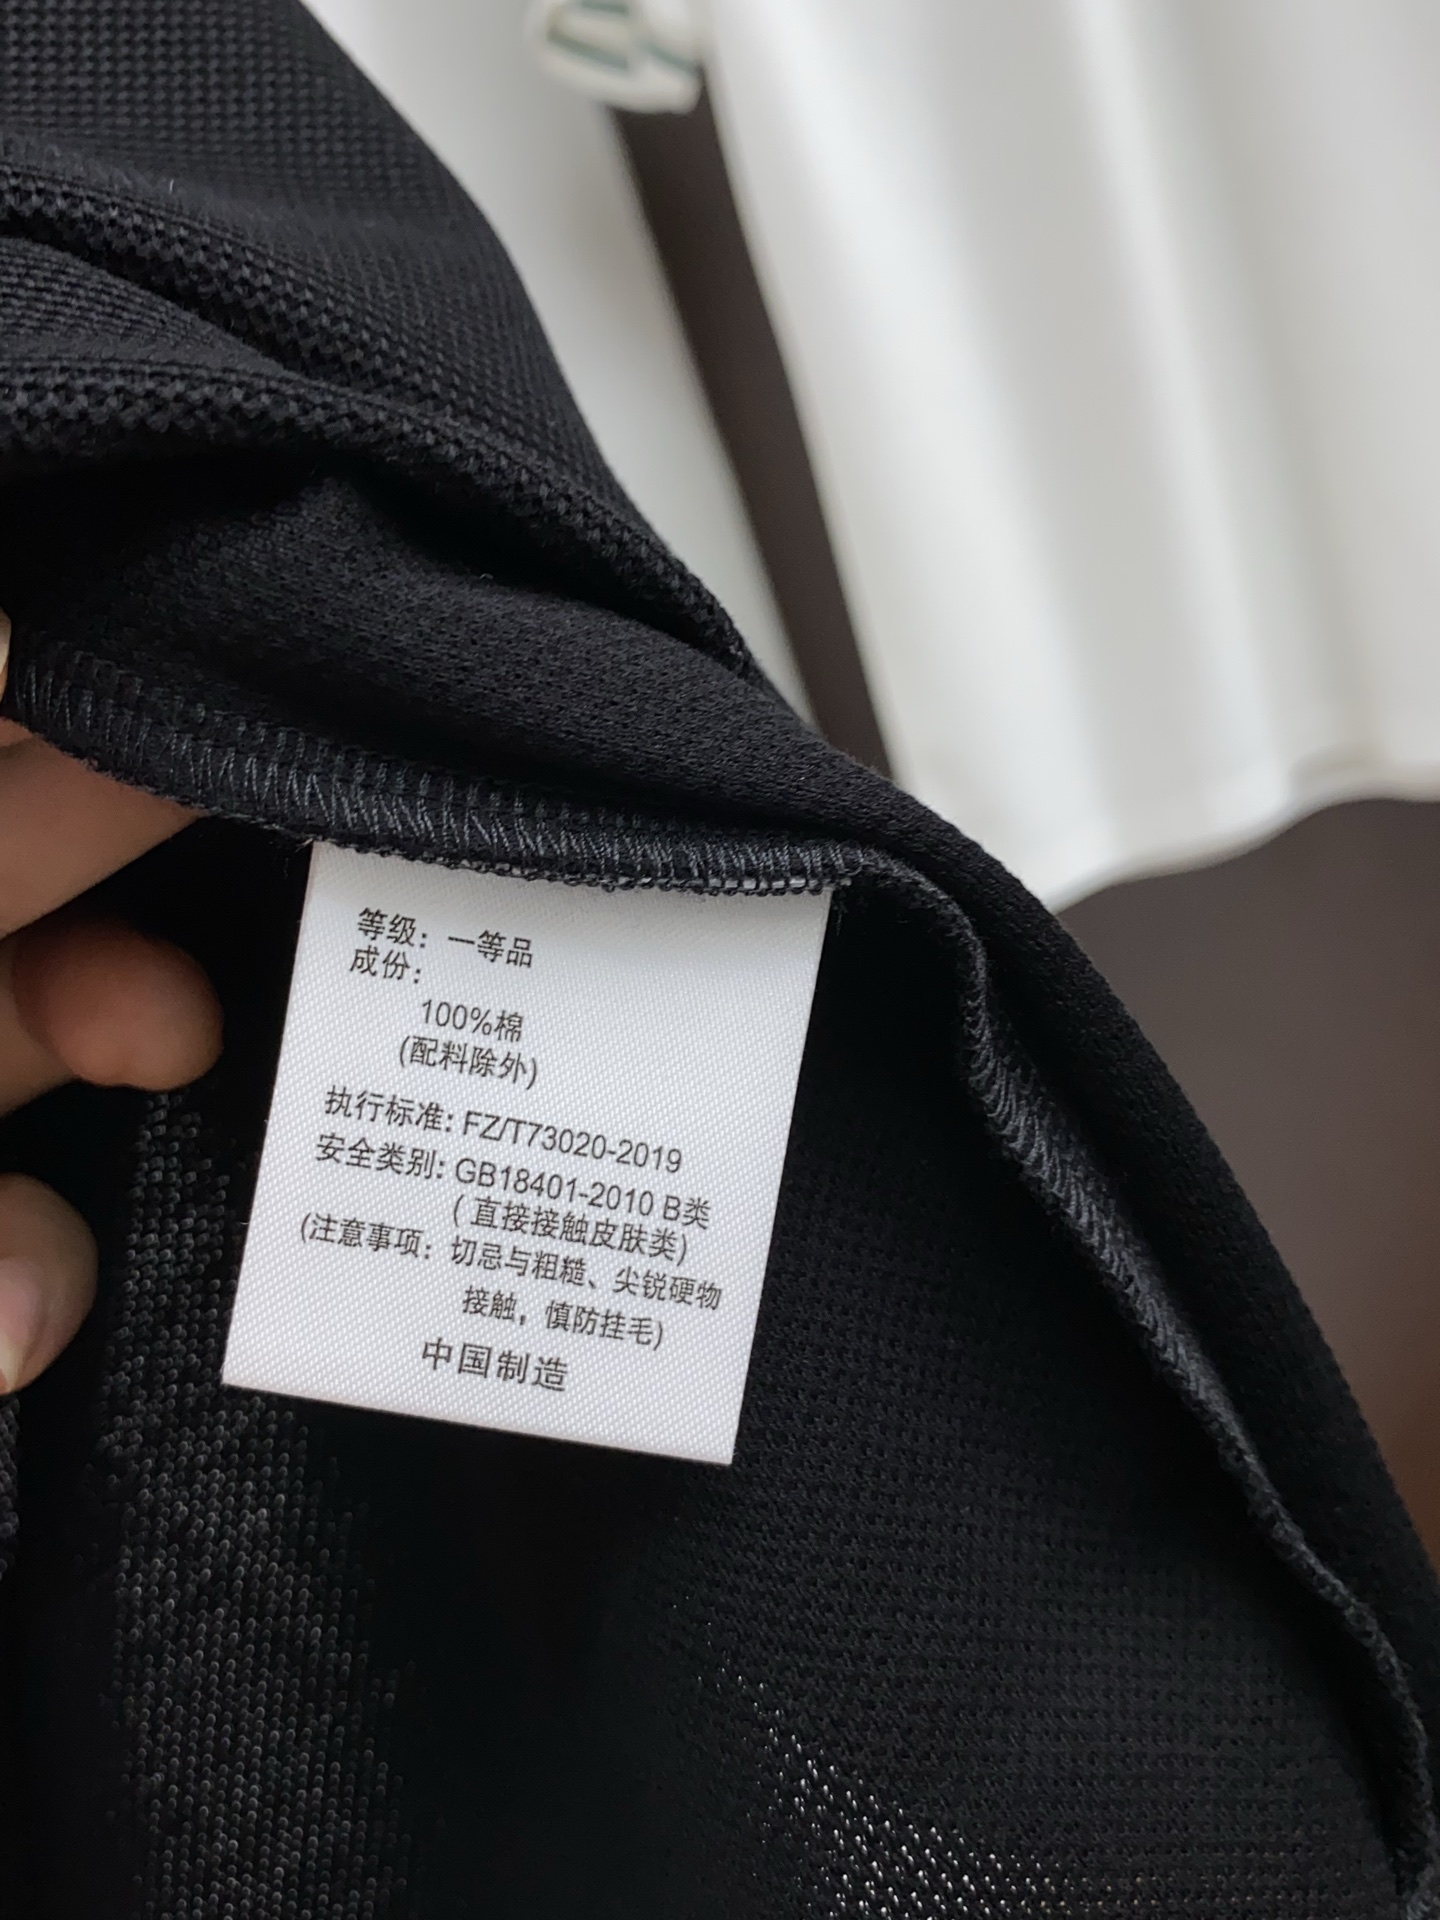 等级：一等品
成份：
100%棉
(配料除外)
执行标准: FZ/T73020-2019
安全类别: GB18401-2010 B类
( 直接接触皮肤类)
(注意事项：切忌与粗糙、尖锐硬物
接触，慎防挂毛)
中国制造